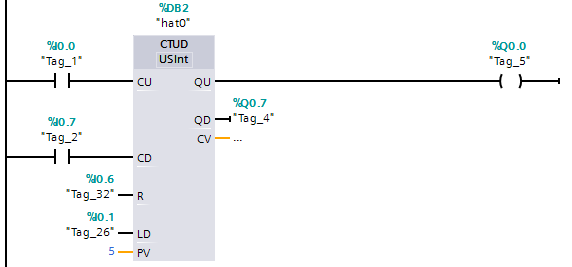 %DB2
"hat0"
%I0.0
"Tag_1"
CTUD
USInt
%Q0.0
"Tag_5"
CU
QU
%I0.7
"Tag_2"
QD
%Q0.7
"Tag_4"
CV
...
CD
%I0.6
"Tag_32"
R
%I0.1
"Tag_26"
LD
5
PV